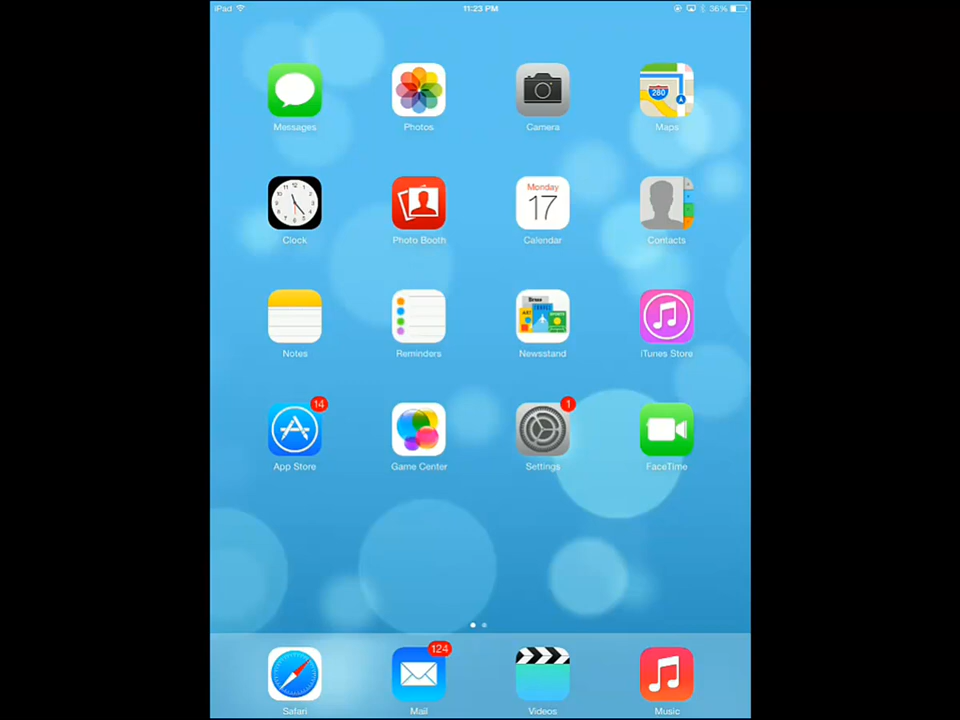 iPad 11:23 PM 36%
Messages Photos Camera Maps
280
Monday
17
Clock Photo Booth Calendar Contacts
Notes Reminders Newsstand iTunes Store
14 1
App Store Game Center Settings FaceTime
124
Safari Mail Videos Music